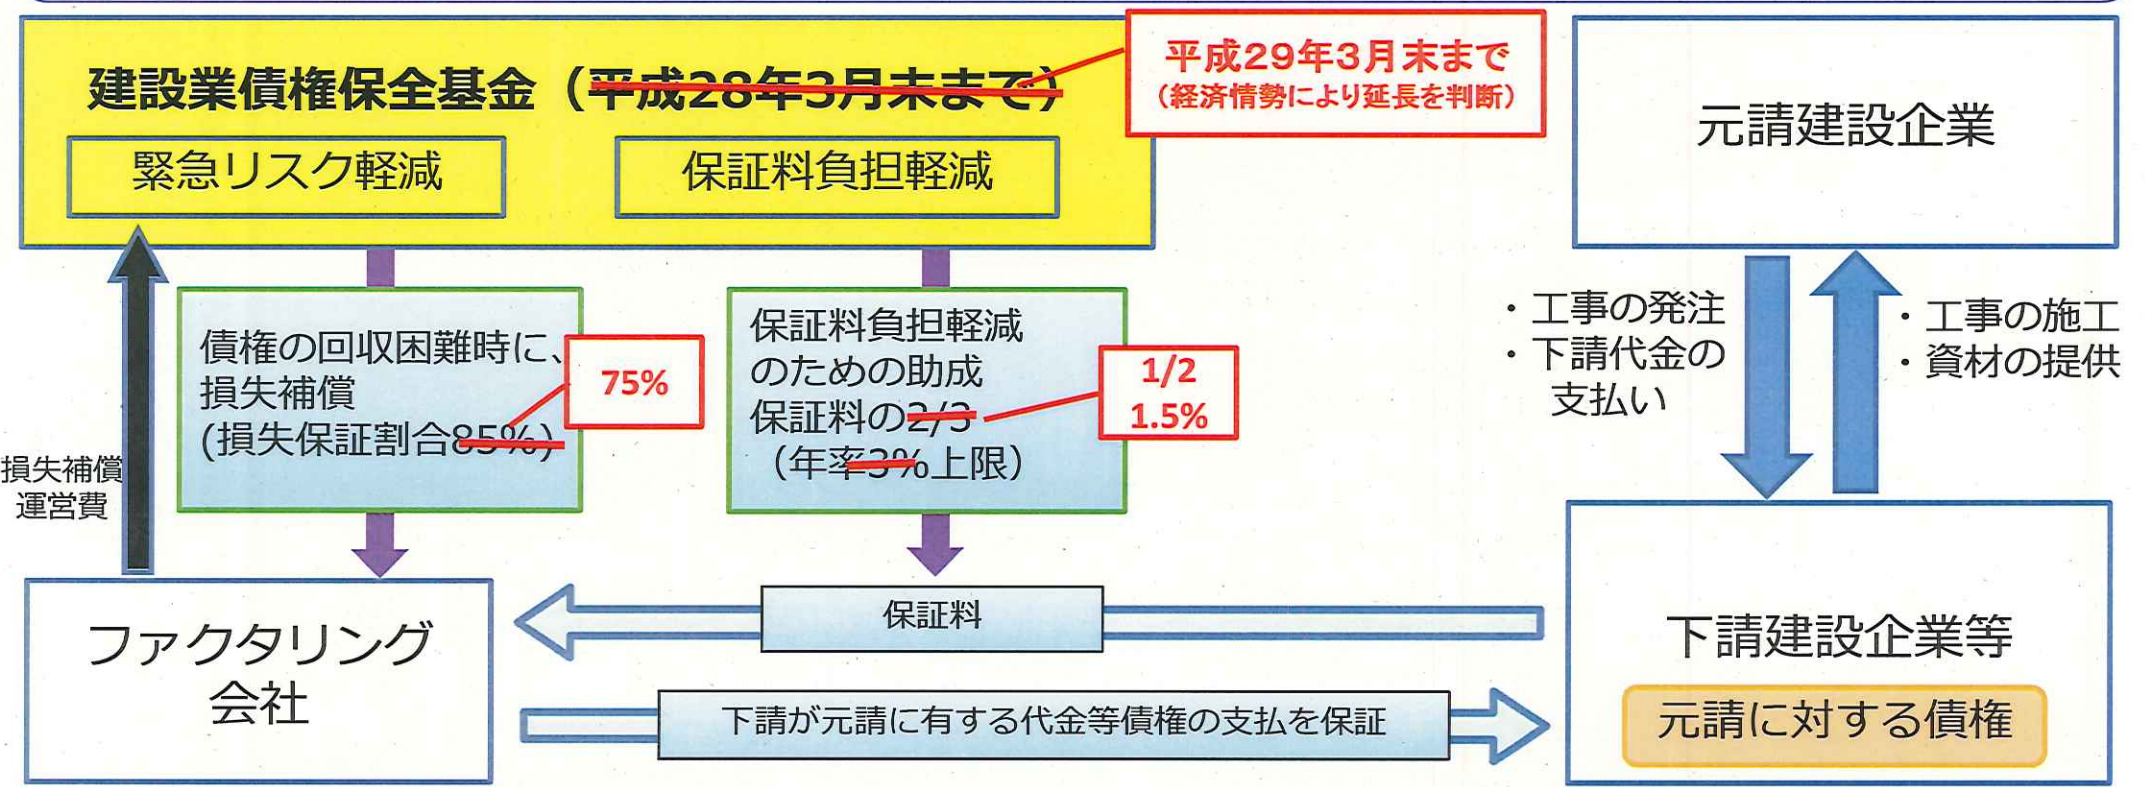 建設業債権保全基金（平成28年3月末まで）
平成29年3月末まで
（経済情勢により延長を判断）
緊急リスク軽減
保証料負担軽減
元請建設企業
債権の回収困難時に、
損失補償
(損失保証割合85%)
75%
保証料負担軽減
のための助成
保証料の2/3
（年率3%上限）
1/2
1.5%
・工事の発注
・下請代金の
支払い
・工事の施工
・資材の提供
損失補償
運営費
ファクタリング
会社
保証料
下請が元請に有する代金等債権の支払を保証
下請建設企業等
元請に対する債権